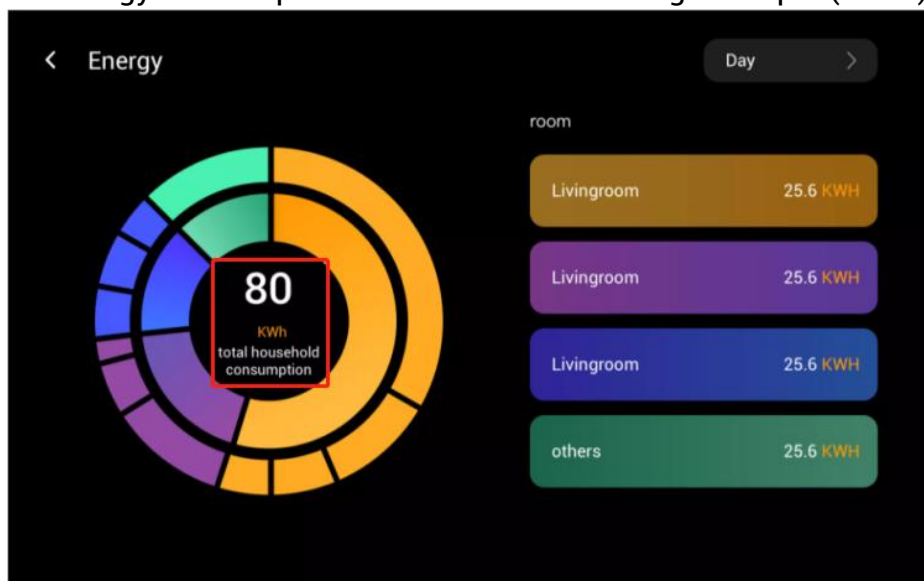 Energy
Day
room
Livingroom 25.6 KWH
Livingroom 25.6 KWH
Livingroom 25.6 KWH
others 25.6 KWH
80
KWh
total household
consumption